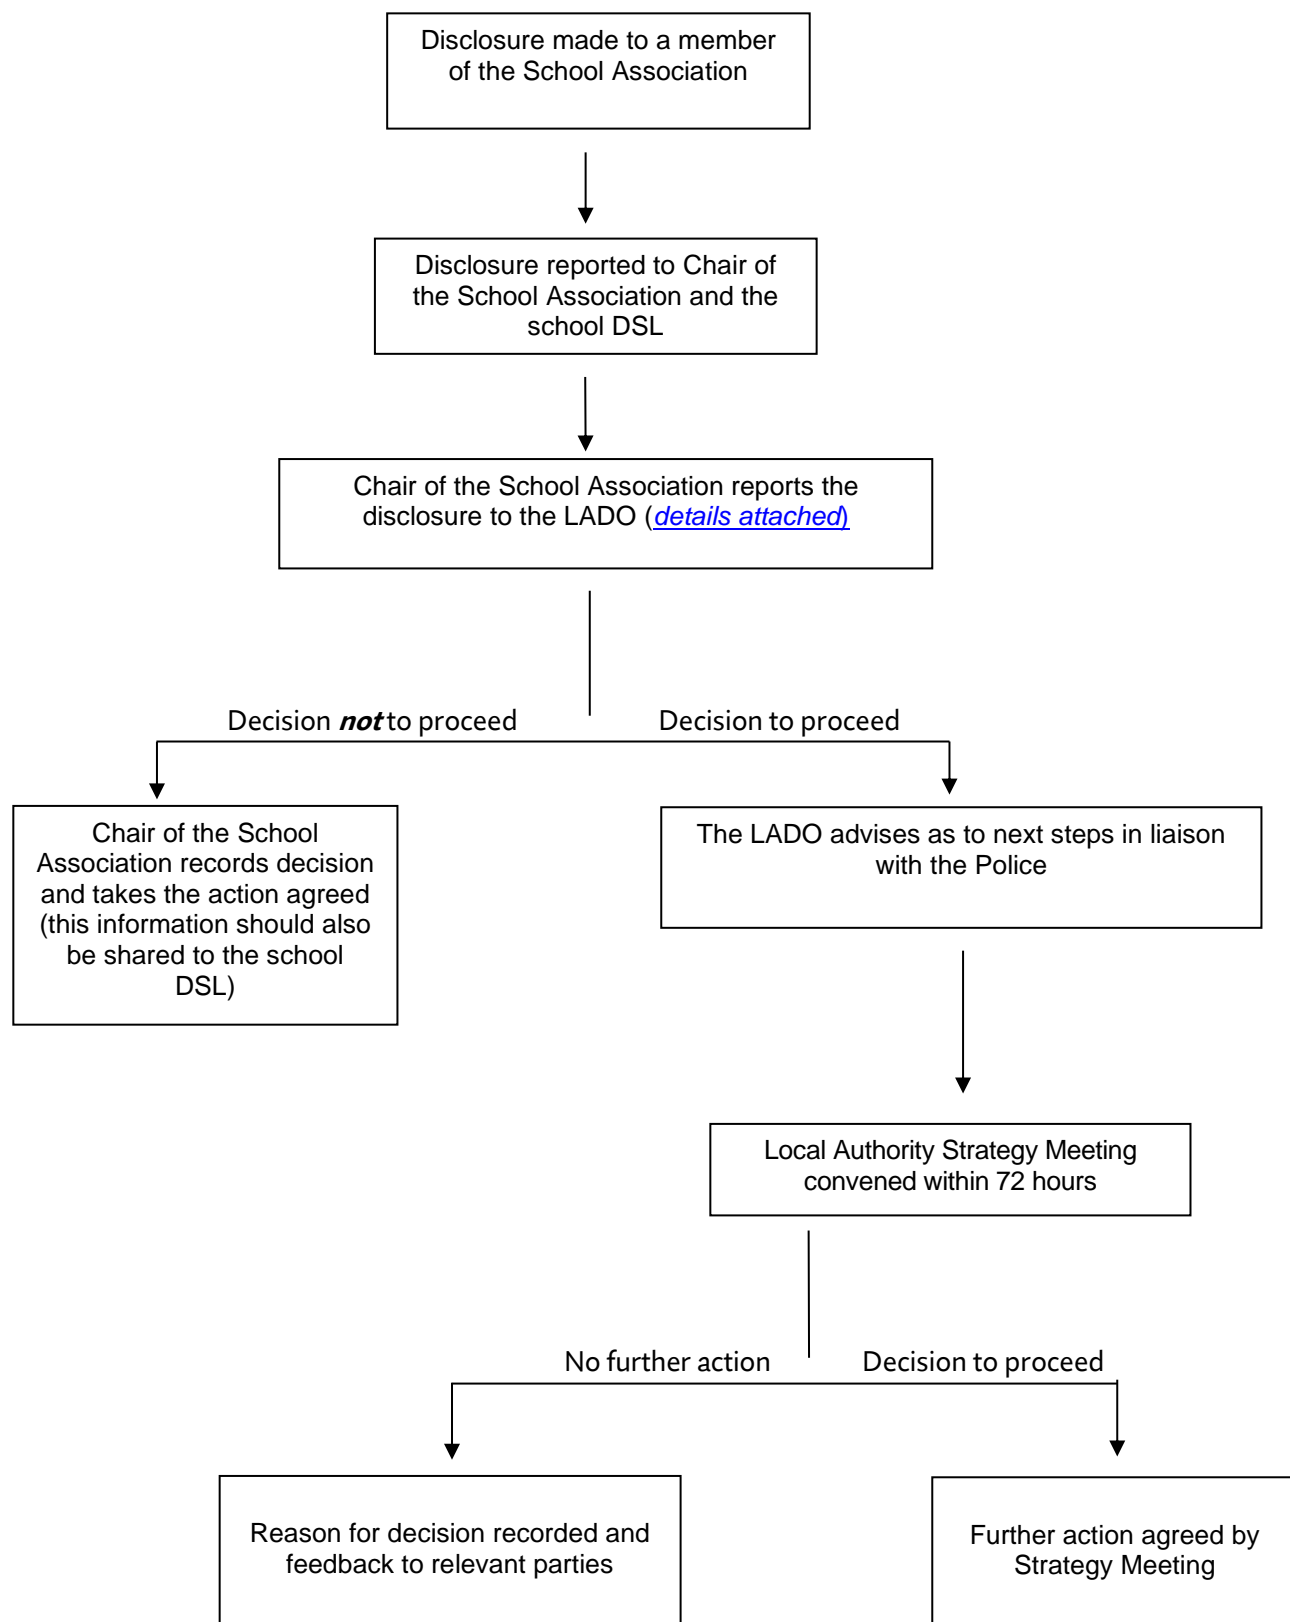 Disclosure made to a member
of the School Association
Disclosure reported to Chair of
the School Association and the
school DSL
Chair of the School Association reports the
disclosure to the LADO (details attached)
Decision not to proceed
Decision to proceed
Chair of the School
Association records decision
and takes the action agreed
(this information should also
be shared to the school
DSL)
The LADO advises as to next steps in liaison
with the Police
Local Authority Strategy Meeting
convened within 72 hours
No further action
Decision to proceed
Reason for decision recorded and
feedback to relevant parties
Further action agreed by
Strategy Meeting